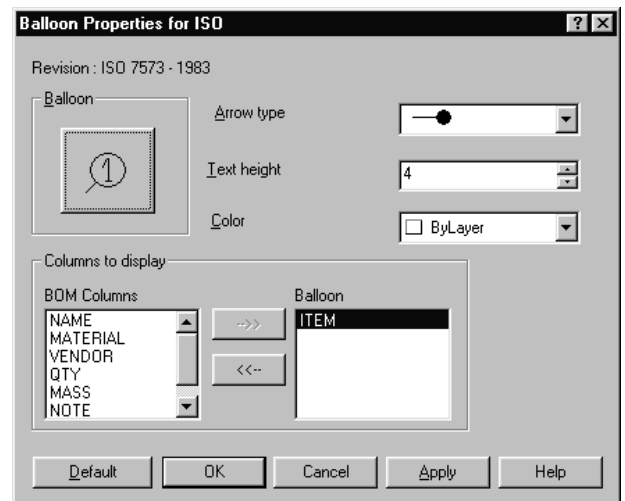 Balloon Properties for ISO
Revision : ISO 7573 - 1983
Balloon
1
Arrow type
Text height
4
Color
ByLayer
Columns to display
BOM Columns
Balloon
NAME
MATERIAL
VENDOR
QTY
MASS
NOTE
-->>
<<--
ITEM
Default
OK
Cancel
Apply
Help